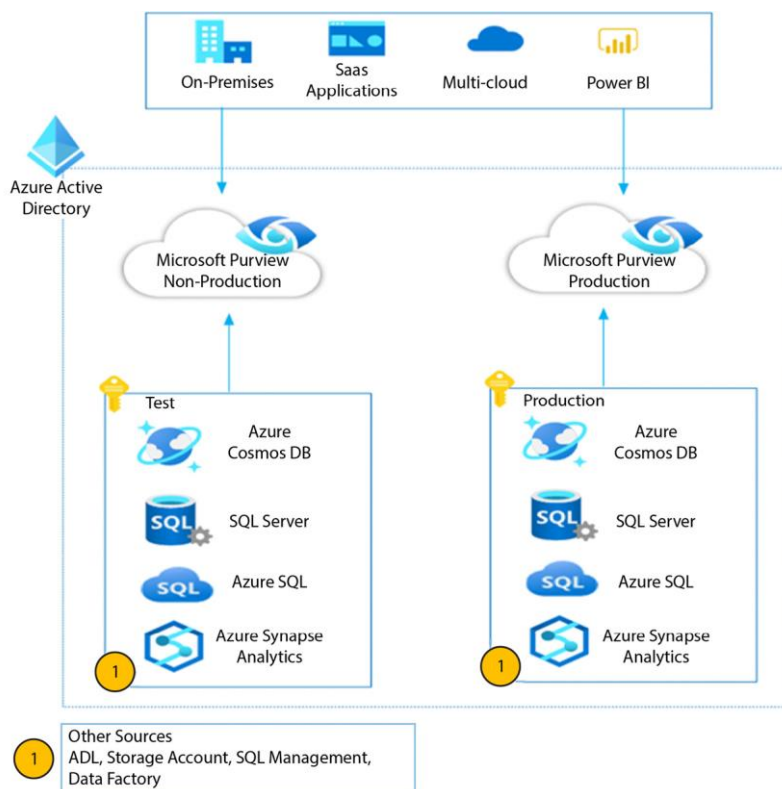 On-Premises
Saas
Applications
Multi-cloud
Power BI
Azure Active
Directory
Microsoft Purview
Non-Production
Microsoft Purview
Production
Test
Azure
Cosmos DB
SQL
SQL Server
SQL
Azure SQL
Azure Synapse
Analytics
1
Production
Azure
Cosmos DB
SQL
SQL Server
SQL
Azure SQL
Azure Synapse
Analytics
1
1
Other Sources
ADL, Storage Account, SQL Management,
Data Factory